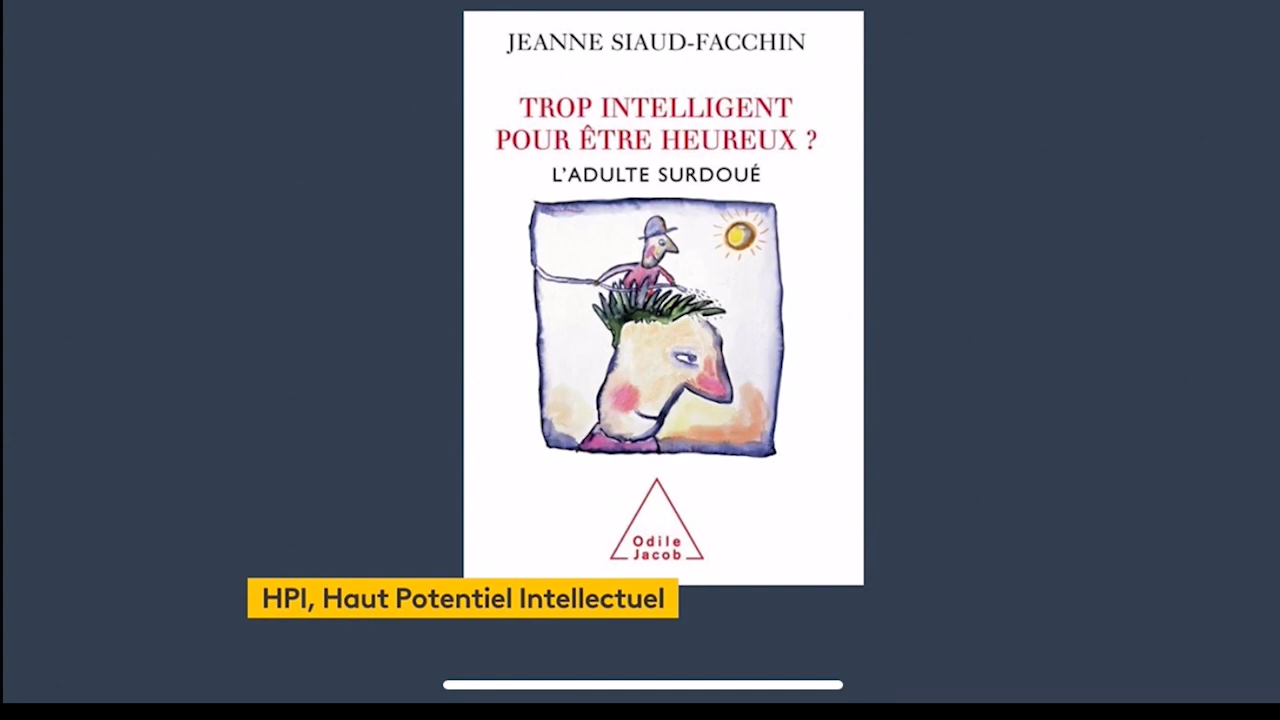 JEANNE SIAUD-FACCHIN
TROP INTELLIGENT
POUR ÊTRE HEUREUX ?
L'ADULTE SURDOUÉ
Odile
Jacob
HPI, Haut Potentiel Intellectuel